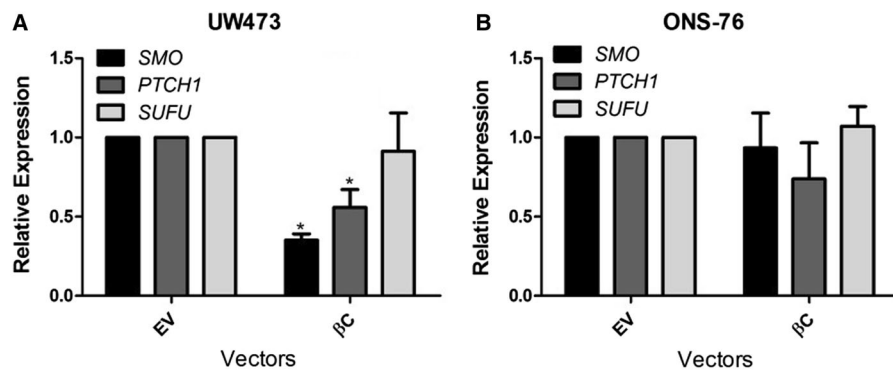 A
UW473
SMO
PTCH1
SUFU
Relative Expression
1.5
1.0
0.5
0.0
*
*
EV
βC
Vectors
B
ONS-76
SMO
PTCH1
SUFU
Relative Expression
1.5
1.0
0.5
0.0
EV
βC
Vectors